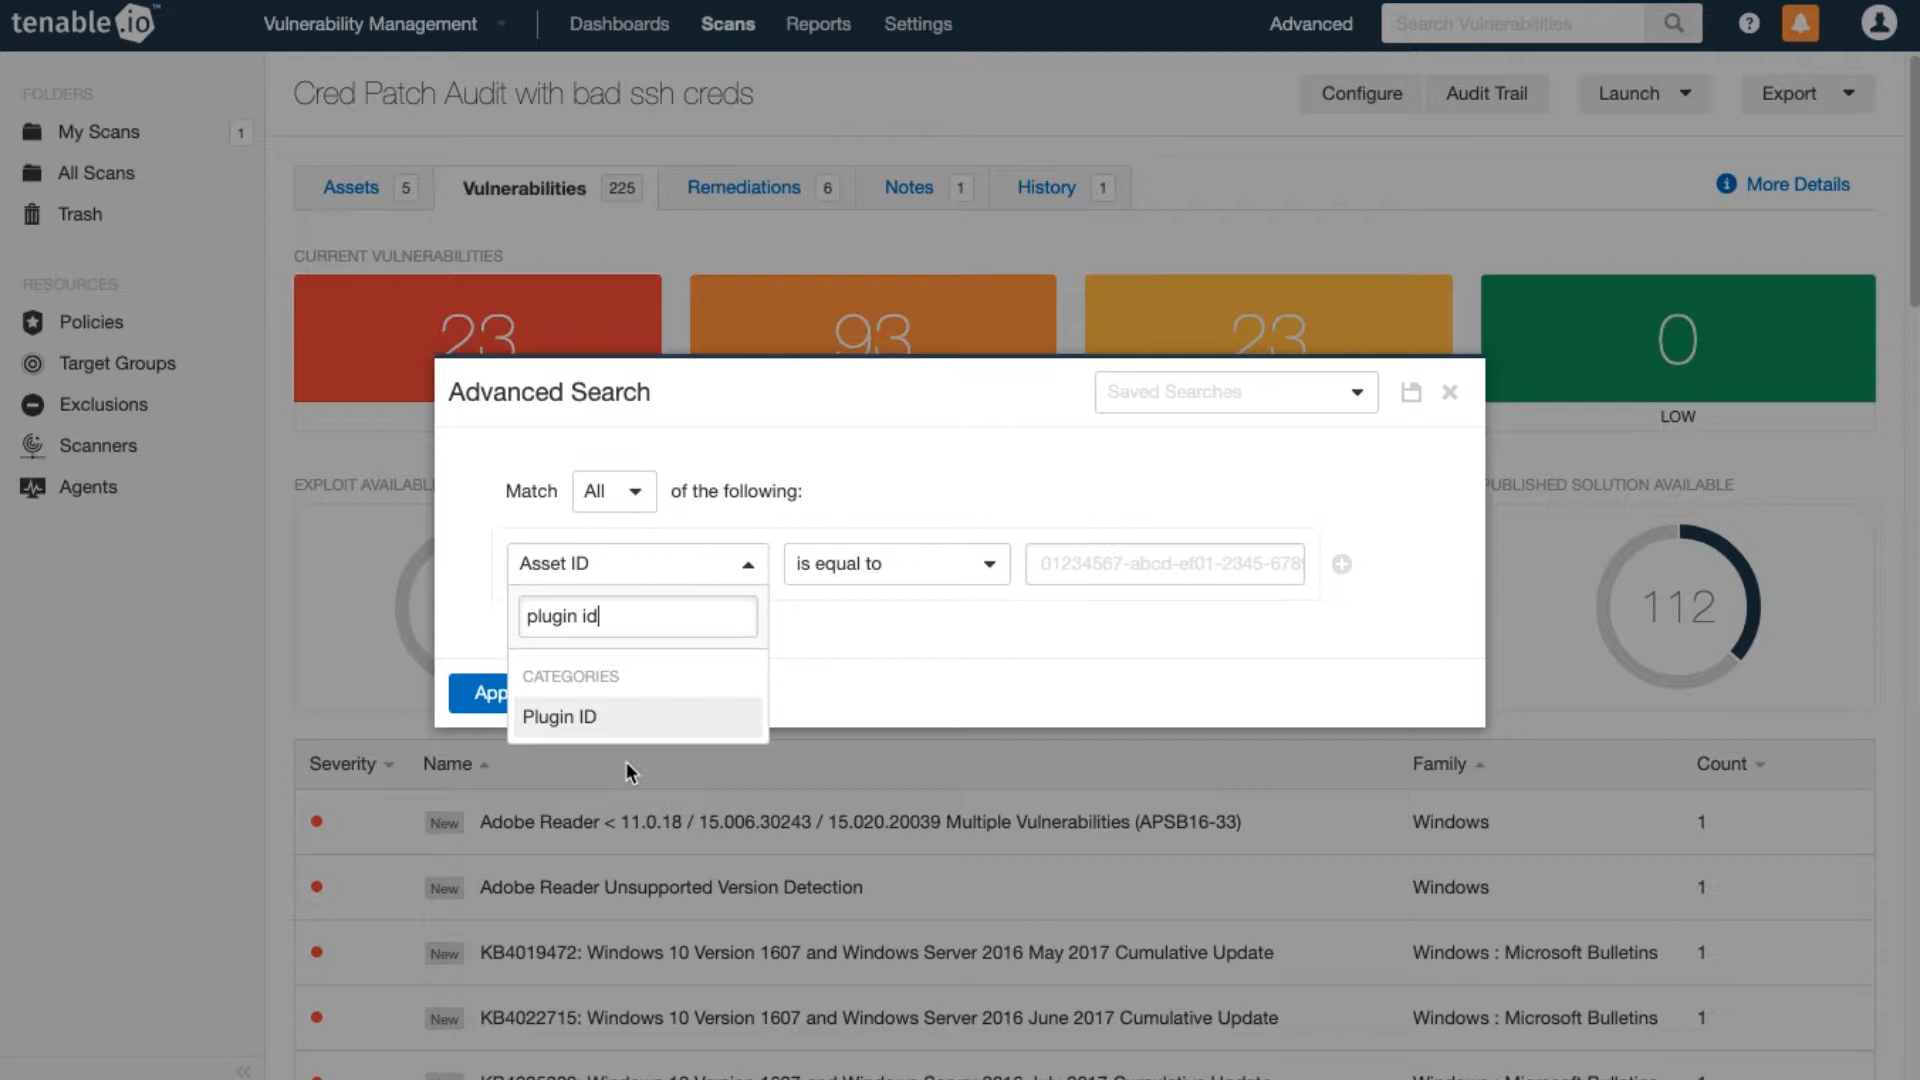 tenable.io™ Vulnerability Management Dashboards Scans Reports Settings Advanced Search Vulnerabilities ?
FOLDERS
My Scans 1
All Scans
Trash
RESOURCES
Policies
Target Groups
Exclusions
Scanners
Agents
Cred Patch Audit with bad ssh creds Configure Audit Trail Launch Export
Assets 5 Vulnerabilities 225 Remediations 6 Notes 1 History 1 More Details
CURRENT VULNERABILITIES
23 93 23 0
LOW
Advanced Search Saved Searches
Match All of the following:
Asset ID is equal to 01234567-abcd-ef01-2345-678
plugin id
CATEGORIES
Plugin ID
App
EXPLOIT AVAILABL PUBLISHED SOLUTION AVAILABLE
112
Severity Name Family Count
New Adobe Reader < 11.0.18 / 15.006.30243 / 15.020.20039 Multiple Vulnerabilities (APSB16-33) Windows 1
New Adobe Reader Unsupported Version Detection Windows 1
New KB4019472: Windows 10 Version 1607 and Windows Server 2016 May 2017 Cumulative Update Windows : Microsoft Bulletins 1
New KB4022715: Windows 10 Version 1607 and Windows Server 2016 June 2017 Cumulative Update Windows : Microsoft Bulletins 1